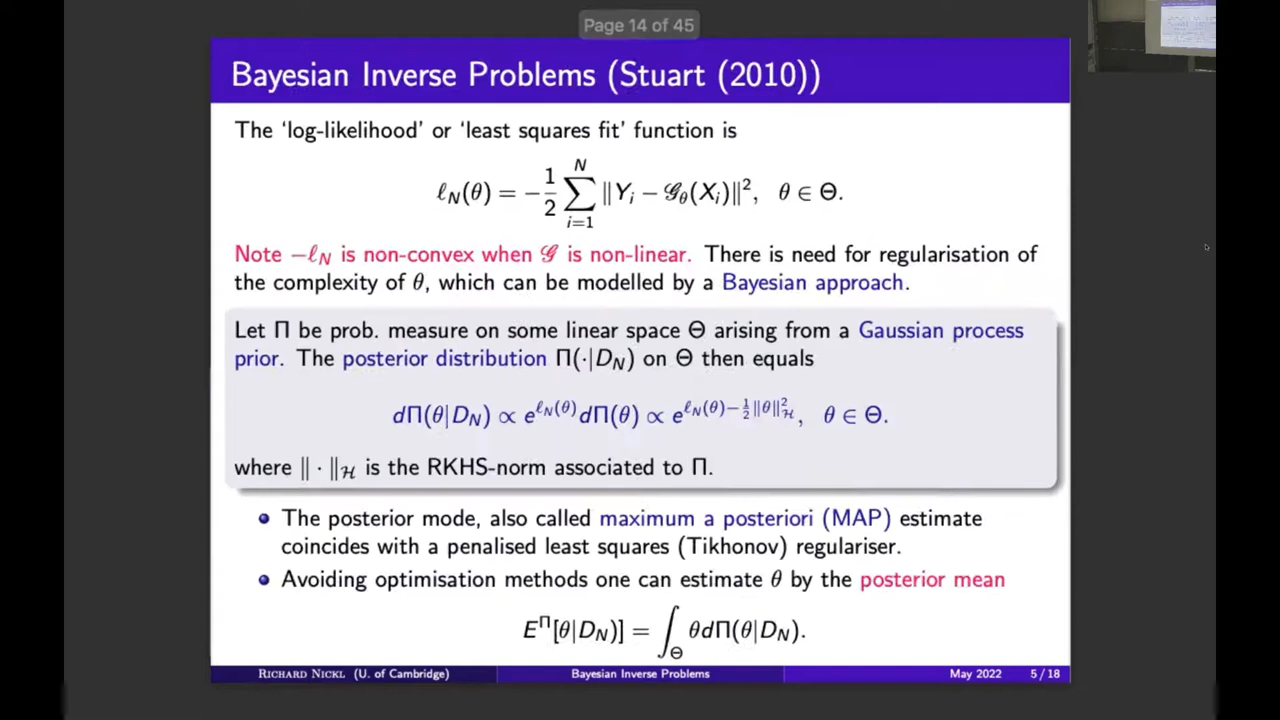 Page 14 of 45
Bayesian Inverse Problems (Stuart (2010))
The ‘log-likelihood’ or ‘least squares fit’ function is
ℓ_N(θ) = −1/2 ∑_{i=1}^{N} ‖Y_i − 𝒢_θ(X_i)‖², θ ∈ Θ.
Note −ℓ_N is non-convex when 𝒢 is non-linear. There is need for regularisation of
the complexity of θ, which can be modelled by a Bayesian approach.
Let Π be prob. measure on some linear space Θ arising from a Gaussian process
prior. The posterior distribution Π(·|D_N) on Θ then equals
dΠ(θ|D_N) ∝ e^{ℓ_N(θ)} dΠ(θ) ∝ e^{ℓ_N(θ)−½‖θ‖²_ℋ}, θ ∈ Θ.
where ‖ · ‖_ℋ is the RKHS-norm associated to Π.
The posterior mode, also called maximum a posteriori (MAP) estimate
coincides with a penalised least squares (Tikhonov) regulariser.
Avoiding optimisation methods one can estimate θ by the posterior mean
E^Π[θ|D_N)] = ∫_Θ θdΠ(θ|D_N).
Richard Nickl (U. of Cambridge) Bayesian Inverse Problems May 2022 5 / 18